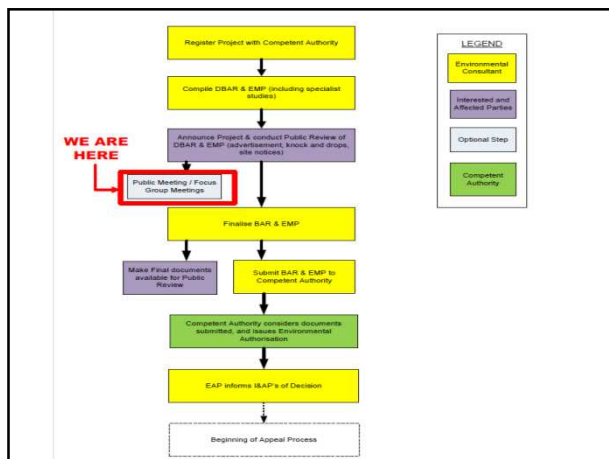 Register Project with Competent Authority
Compile DBAR & EMP (including specialist
studies)
Announce Project & conduct Public Review of
DBAR & EMP (advertisement, knock and drops,
site notices)
WE ARE
HERE
Public Meeting / Focus
Group Meetings
Finalise BAR & EMP
Make Final documents
available for Public
Review
Submit BAR & EMP to
Competent Authority
Competent Authority considers documents
submitted, and issues Environmental
Authorisation
EAP informs I&AP's of Decision
Beginning of Appeal Process
LEGEND
Environmental
Consultant
Interested and
Affected Parties
Optional Step
Competent
Authority